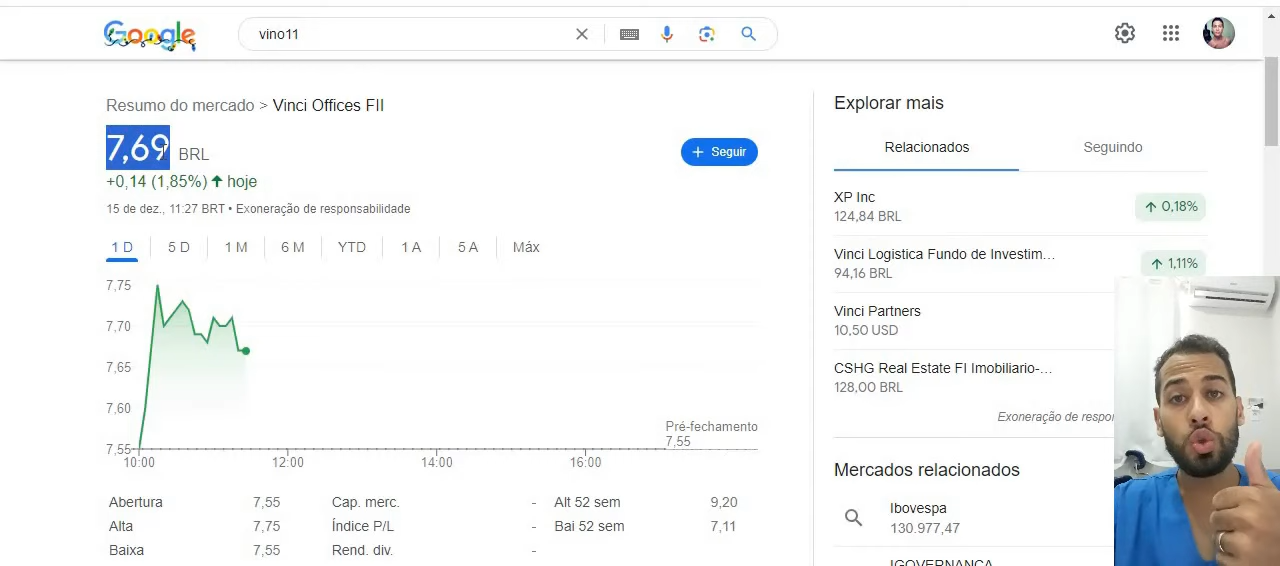 Google
vino11
Resumo do mercado > Vinci Offices FII
7,69 BRL
+0,14 (1,85%) hoje
15 de dez., 11:27 BRT • Exoneração de responsabilidade
+ Seguir
1 D 5 D 1 M 6 M YTD 1 A 5 A Máx
7,75
7,70
7,65
7,60
7,55
Pré-fechamento
7,55
10:00 12:00 14:00 16:00
Abertura 7,55 Cap. merc. - Alt 52 sem 9,20
Alta 7,75 Índice P/L - Bai 52 sem 7,11
Baixa 7,55 Rend. div. -
Explorar mais
Relacionados Seguindo
XP Inc
124,84 BRL
0,18%
Vinci Logistica Fundo de Investim...
94,16 BRL
1,11%
Vinci Partners
10,50 USD
CSHG Real Estate FI Imobiliario-...
128,00 BRL
Exoneração de respor
Mercados relacionados
Ibovespa
130.977,47
IGOVERNANÇA